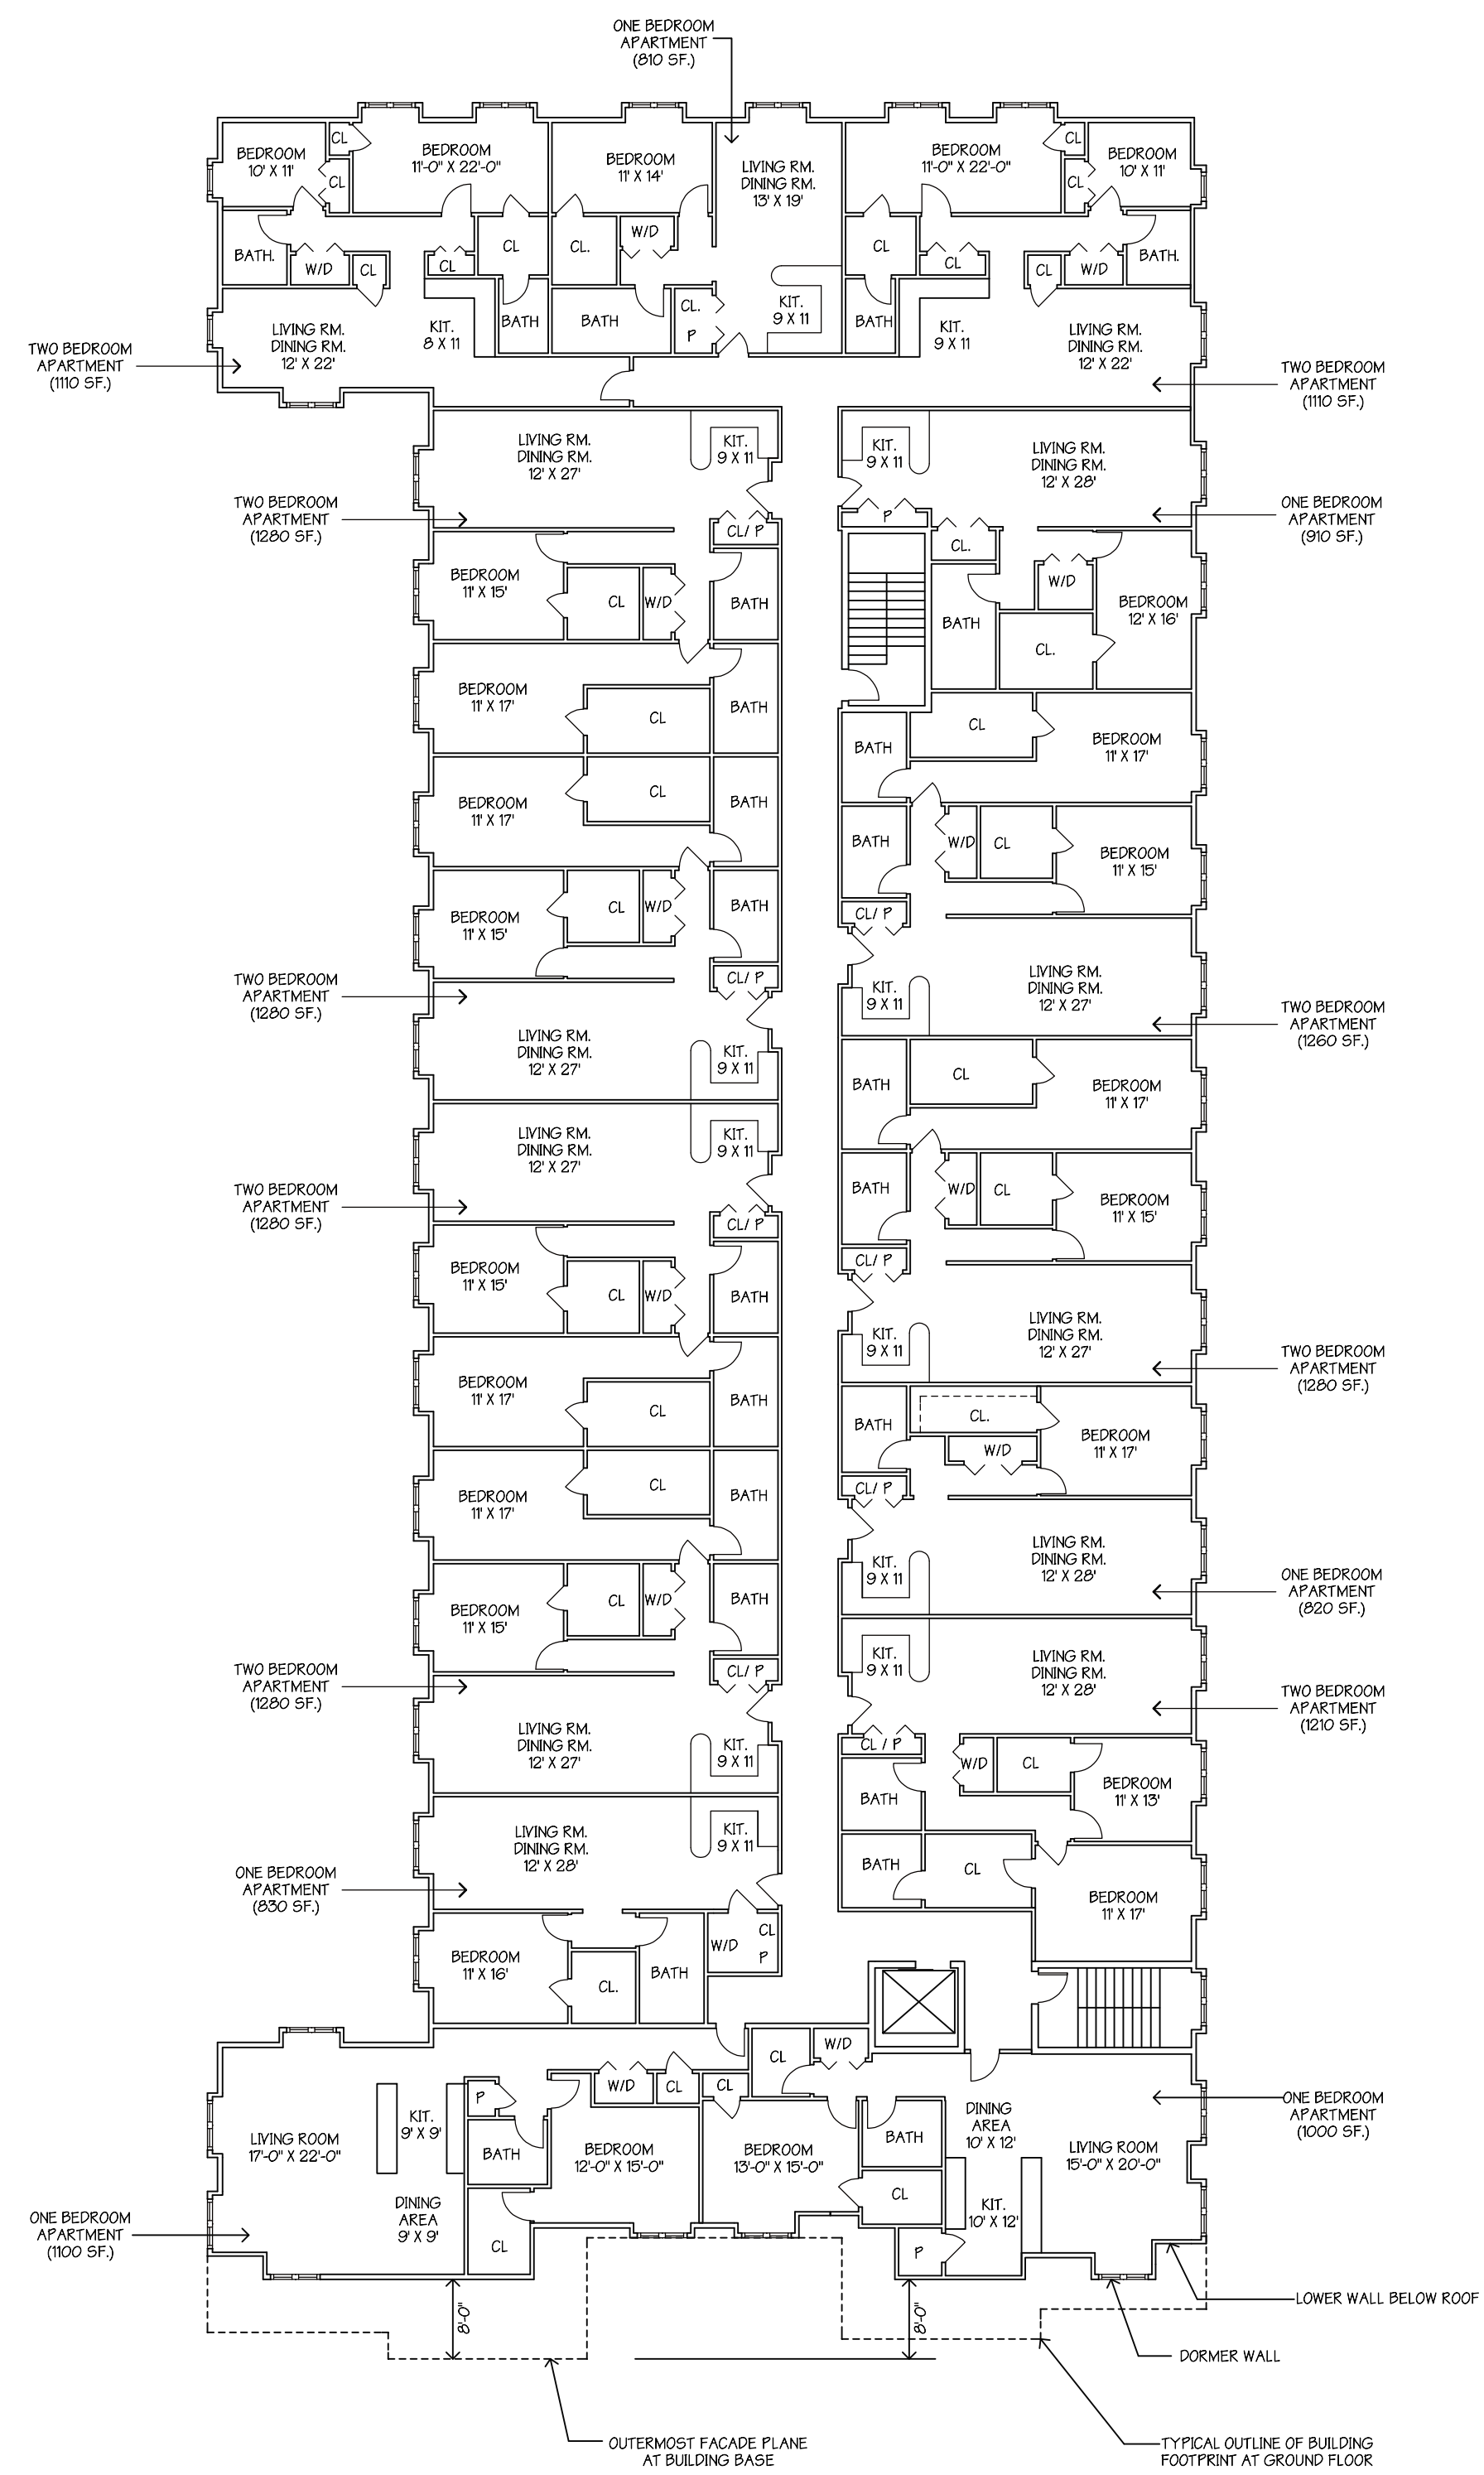 ONE BEDROOM
APARTMENT
(810 SF.)
BEDROOM
10' X 11'
CL
CL
BEDROOM
11'-0" X 22'-0"
BEDROOM
11' X 14'
LIVING RM.
DINING RM.
13' X 19'
BEDROOM
11'-0" X 22'-0"
CL
CL
BEDROOM
10' X 11'
BATH.
W/D
CL
CL
CL
CL.
W/D
CL
CL
CL
W/D
BATH.
LIVING RM.
DINING RM.
12' X 22'
KIT.
8 X 11
BATH
BATH
CL.
P
KIT.
9 X 11
BATH
KIT.
9 X 11
LIVING RM.
DINING RM.
12' X 22'
TWO BEDROOM
APARTMENT
(1110 SF.)
TWO BEDROOM
APARTMENT
(1110 SF.)
LIVING RM.
DINING RM.
12' X 27'
KIT.
9 X 11
KIT.
9 X 11
LIVING RM.
DINING RM.
12' X 28'
TWO BEDROOM
APARTMENT
(1280 SF.)
CL/ P
P
CL.
ONE BEDROOM
APARTMENT
(910 SF.)
BEDROOM
11' X 15'
CL
W/D
BATH
BATH
W/D
CL.
BEDROOM
12' X 16'
BEDROOM
11' X 17'
CL
BATH
BATH
CL
BEDROOM
11' X 17'
BEDROOM
11' X 17'
CL
BATH
BATH
W/D
CL
BEDROOM
11' X 15'
BEDROOM
11' X 15'
CL
W/D
BATH
CL/ P
CL/ P
TWO BEDROOM
APARTMENT
(1280 SF.)
LIVING RM.
DINING RM.
12' X 27'
KIT.
9 X 11
KIT.
9 X 11
LIVING RM.
DINING RM.
12' X 27'
TWO BEDROOM
APARTMENT
(1260 SF.)
LIVING RM.
DINING RM.
12' X 27'
KIT.
9 X 11
BATH
CL
BEDROOM
11' X 17'
TWO BEDROOM
APARTMENT
(1280 SF.)
CL/ P
BATH
W/D
CL
BEDROOM
11' X 15'
BEDROOM
11' X 15'
CL
W/D
BATH
CL/ P
KIT.
9 X 11
LIVING RM.
DINING RM.
12' X 27'
TWO BEDROOM
APARTMENT
(1280 SF.)
BEDROOM
11' X 17'
CL
BATH
BATH
CL.
W/D
BEDROOM
11' X 17'
BEDROOM
11' X 17'
CL
BATH
CL/ P
BEDROOM
11' X 15'
CL
W/D
BATH
KIT.
9 X 11
LIVING RM.
DINING RM.
12' X 28'
ONE BEDROOM
APARTMENT
(820 SF.)
TWO BEDROOM
APARTMENT
(1280 SF.)
CL/ P
KIT.
9 X 11
LIVING RM.
DINING RM.
12' X 28'
TWO BEDROOM
APARTMENT
(1210 SF.)
LIVING RM.
DINING RM.
12' X 27'
KIT.
9 X 11
CL / P
BATH
W/D
CL
BEDROOM
11' X 13'
LIVING RM.
DINING RM.
12' X 28'
KIT.
9 X 11
BATH
CL
BEDROOM
11' X 17'
ONE BEDROOM
APARTMENT
(830 SF.)
BEDROOM
11' X 16'
CL.
BATH
W/D
CL
P
W/D
CL
W/D
CL
CL
P
KIT.
9' X 9'
LIVING ROOM
17'-0" X 22'-0"
BATH
BEDROOM
12'-0" X 15'-0"
BEDROOM
13'-0" X 15'-0"
BATH
DINING
AREA
10' X 12'
LIVING ROOM
15'-0" X 20'-0"
ONE BEDROOM
APARTMENT
(1000 SF.)
DINING
AREA
9' X 9'
CL
CL
KIT.
10' X 12'
P
ONE BEDROOM
APARTMENT
(1100 SF.)
8'-0"
8'-0"
LOWER WALL BELOW ROOF
DORMER WALL
OUTERMOST FACADE PLANE
AT BUILDING BASE
TYPICAL OUTLINE OF BUILDING
FOOTPRINT AT GROUND FLOOR